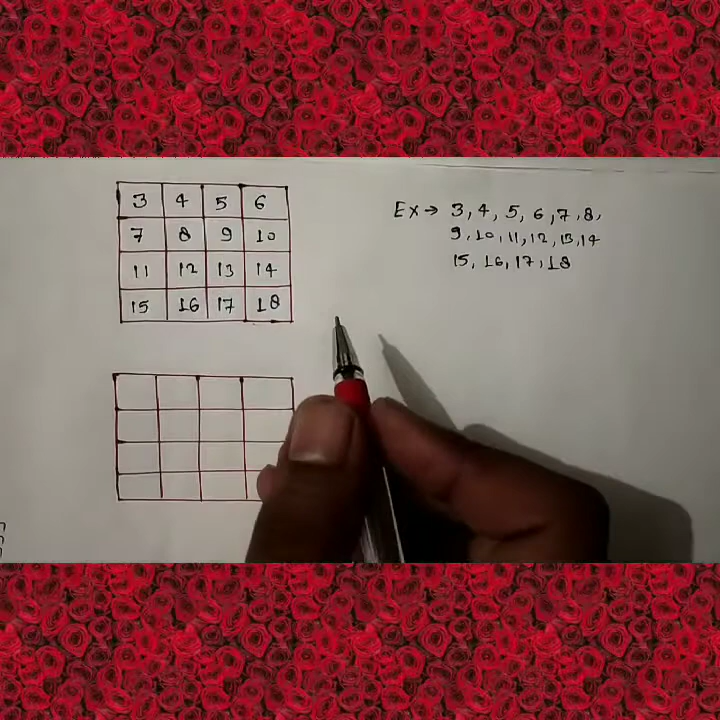 3 4 5 6
7 8 9 10
11 12 13 14
15 16 17 18
Ex→ 3, 4, 5, 6, 7, 8,
9, 10, 11, 12, 13, 14
15, 16, 17, 18